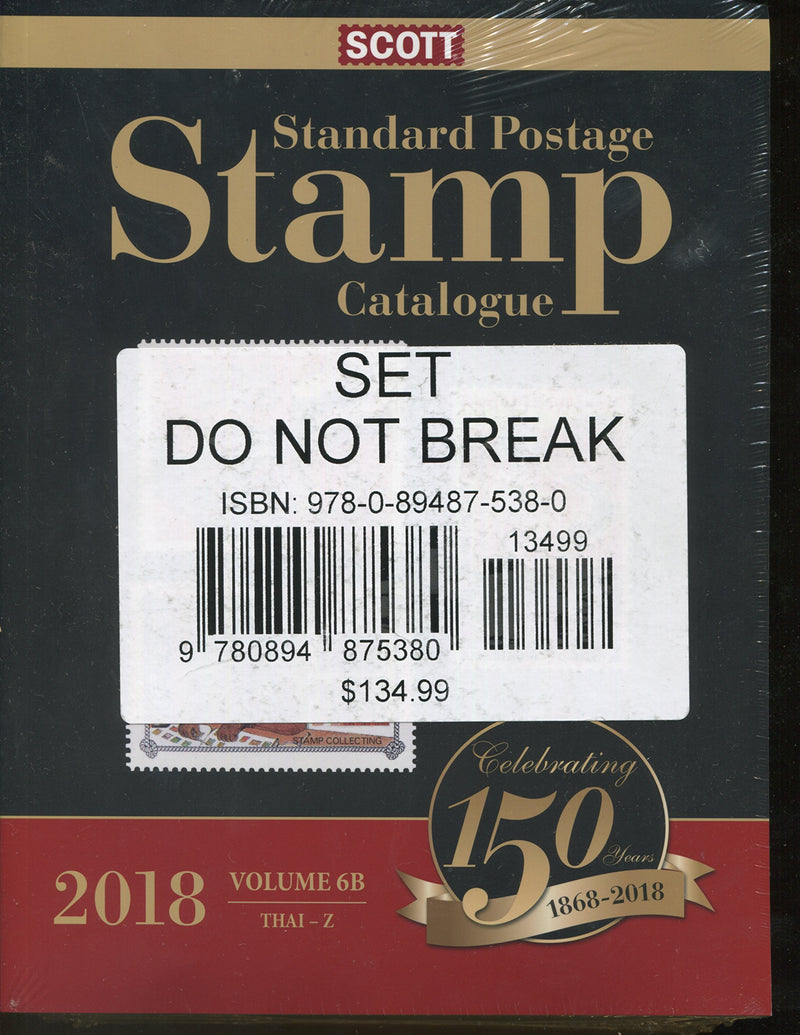 SCOTT
Standard Postage
Stamp
Catalogue
SET
DO NOT BREAK
ISBN: 978-0-89487-538-0
13499
9 780894 875380
$134.99
STAMP COLLECTING
Celebrating
150
Years
1868-2018
2018
VOLUME 6B
THAI – Z